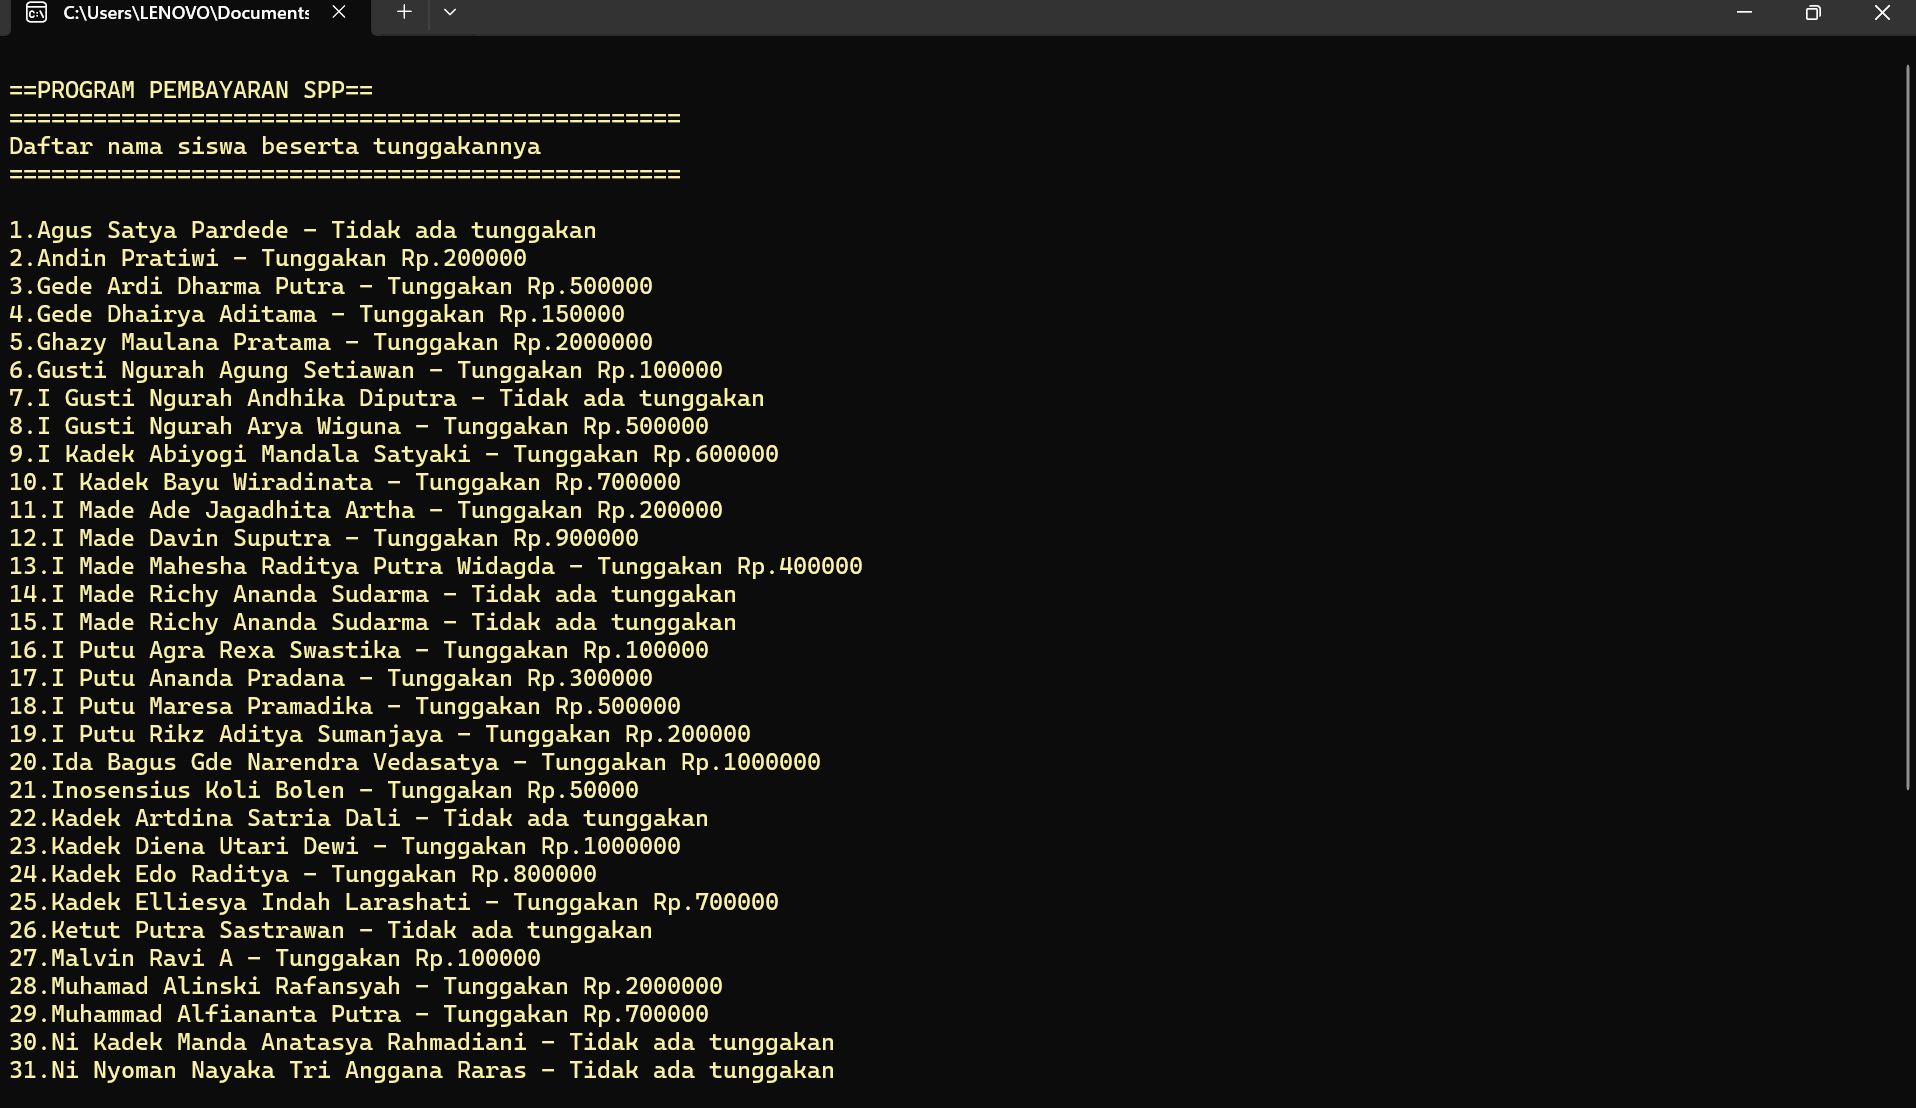 C:\Users\LENOVO\Documents
==PROGRAM PEMBAYARAN SPP==
================================================
Daftar nama siswa beserta tunggakannya
================================================
1.Agus Satya Pardede - Tidak ada tunggakan
2.Andin Pratiwi - Tunggakan Rp.200000
3.Gede Ardi Dharma Putra - Tunggakan Rp.500000
4.Gede Dhairya Aditama - Tunggakan Rp.150000
5.Ghazy Maulana Pratama - Tunggakan Rp.2000000
6.Gusti Ngurah Agung Setiawan - Tunggakan Rp.100000
7.I Gusti Ngurah Andhika Diputra - Tidak ada tunggakan
8.I Gusti Ngurah Arya Wiguna - Tunggakan Rp.500000
9.I Kadek Abiyogi Mandala Satyaki - Tunggakan Rp.600000
10.I Kadek Bayu Wiradinata - Tunggakan Rp.700000
11.I Made Ade Jagadhita Artha - Tunggakan Rp.200000
12.I Made Davin Suputra - Tunggakan Rp.900000
13.I Made Mahesha Raditya Putra Widagda - Tunggakan Rp.400000
14.I Made Richy Ananda Sudarma - Tidak ada tunggakan
15.I Made Richy Ananda Sudarma - Tidak ada tunggakan
16.I Putu Agra Rexa Swastika - Tunggakan Rp.100000
17.I Putu Ananda Pradana - Tunggakan Rp.300000
18.I Putu Maresa Pramadika - Tunggakan Rp.500000
19.I Putu Rikz Aditya Sumanjaya - Tunggakan Rp.200000
20.Ida Bagus Gde Narendra Vedasatya - Tunggakan Rp.1000000
21.Inosensius Koli Bolen - Tunggakan Rp.50000
22.Kadek Artdina Satria Dali - Tidak ada tunggakan
23.Kadek Diena Utari Dewi - Tunggakan Rp.1000000
24.Kadek Edo Raditya - Tunggakan Rp.800000
25.Kadek Elliesya Indah Larashati - Tunggakan Rp.700000
26.Ketut Putra Sastrawan - Tidak ada tunggakan
27.Malvin Ravi A - Tunggakan Rp.100000
28.Muhamad Alinski Rafansyah - Tunggakan Rp.2000000
29.Muhammad Alfiananta Putra - Tunggakan Rp.700000
30.Ni Kadek Manda Anatasya Rahmadiani - Tidak ada tunggakan
31.Ni Nyoman Nayaka Tri Anggana Raras - Tidak ada tunggakan